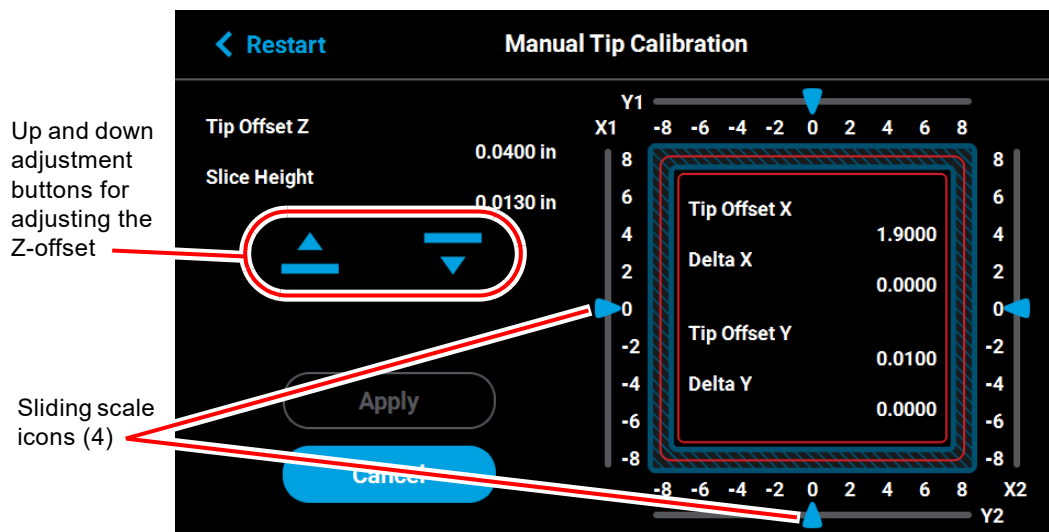 Restart
Manual Tip Calibration
Up and down
adjustment
buttons for
adjusting the
Z-offset
Tip Offset Z
0.0400 in
Slice Height
0.0130 in
Apply
Cancel
Sliding scale
icons (4)
Y1
X1
-8 -6 -4 -2 0 2 4 6 8
8
6
4
2
0
-2
-4
-6
-8
Tip Offset X
1.9000
Delta X
0.0000
Tip Offset Y
0.0100
Delta Y
0.0000
8
6
4
2
0
-2
-4
-6
-8
-8 -6 -4 -2 0 2 4 6 8
X2
Y2